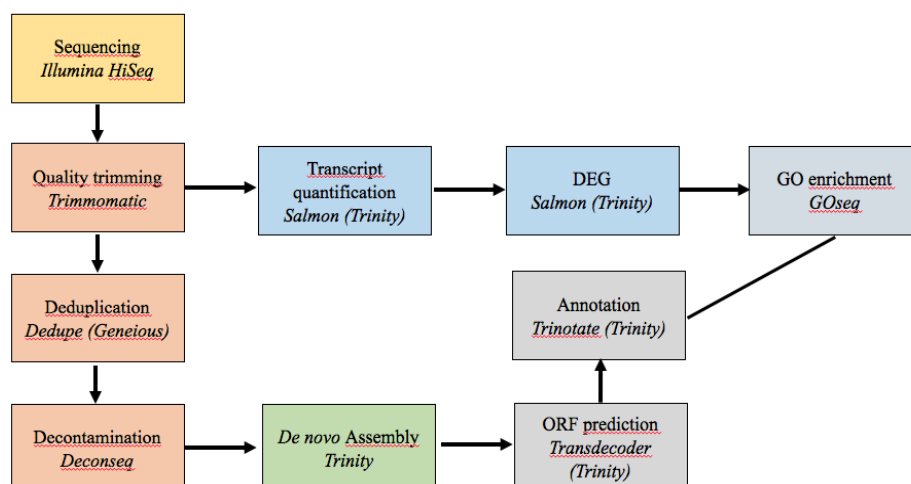 Sequencing
Illumina HiSeq
Quality trimming
Trimmomatic
Transcript
quantification
Salmon (Trinity)
DEG
Salmon (Trinity)
GO enrichment
GOseq
Deduplication
Dedupe (Geneious)
Annotation
Trinotate (Trinity)
Decontamination
Deconseq
De novo Assembly
Trinity
ORF prediction
Transdecoder
(Trinity)